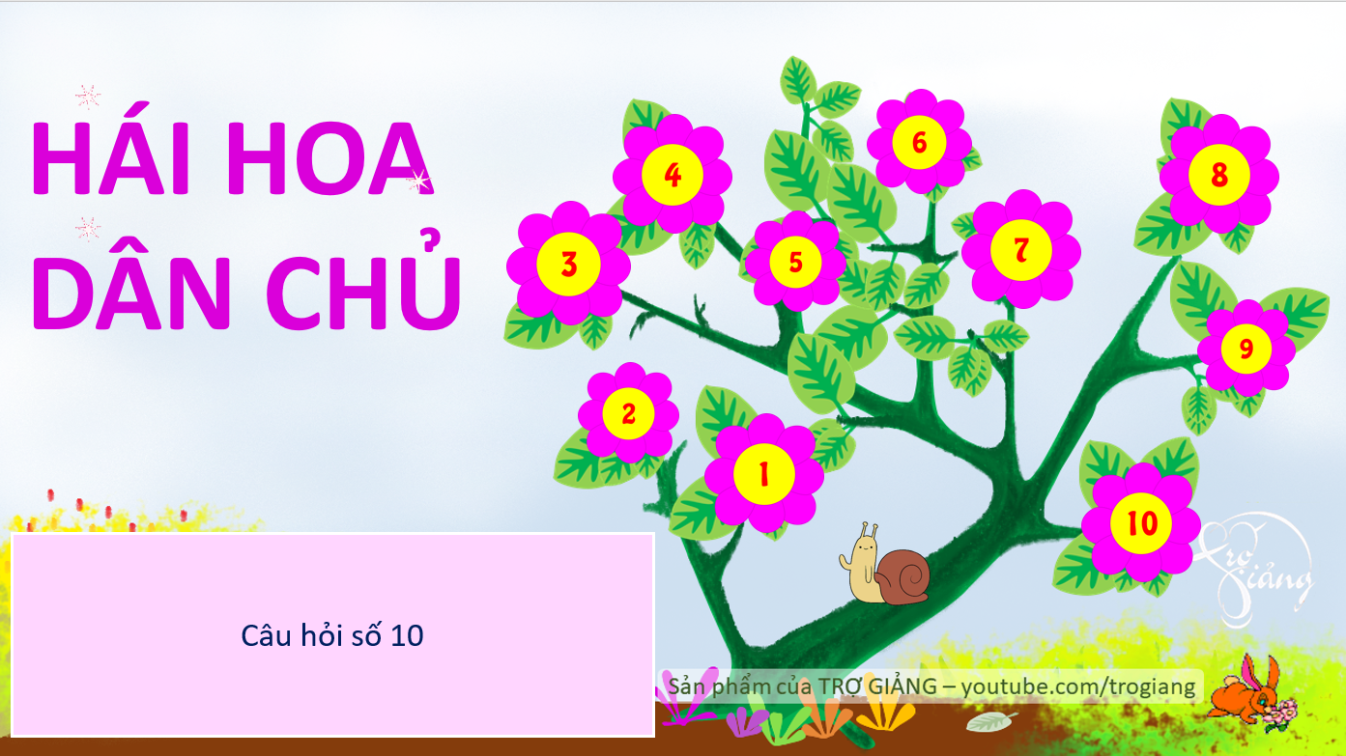 HÁI HOA
DÂN CHỦ
6
4
8
7
3
5
9
2
1
10
Trợ
Giảng
Câu hỏi số 10
Sản phẩm của TRỢ GIẢNG – youtube.com/trogiang